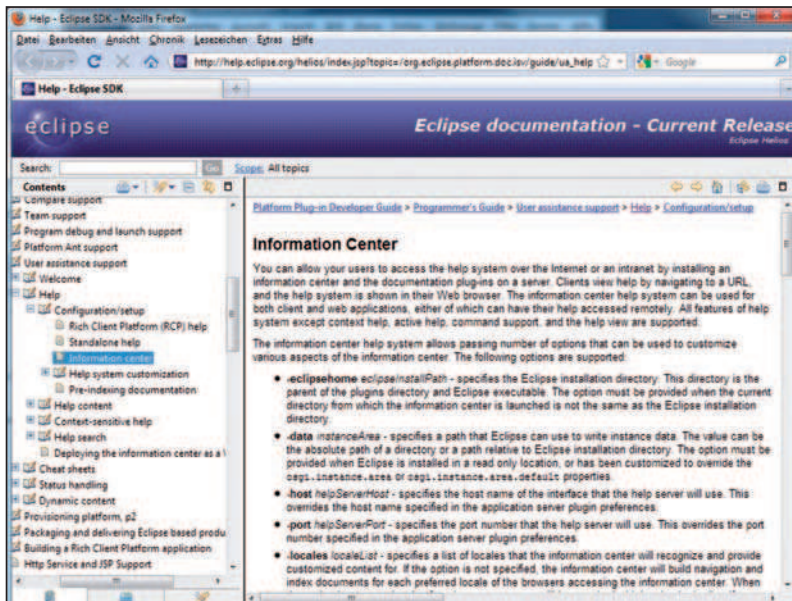 Help - Eclipse SDK - Mozilla Firefox
Datei Bearbeiten Ansicht Chronik Lesezeichen Extras Hilfe
http://help.eclipse.org/helios/index.jsp?topic=/org.eclipse.platform.doc.isv/guide/ua_help
Google
Help - Eclipse SDK
eclipse
Eclipse documentation - Current Release
Eclipse Helios
Search:
Go
Scope: All topics
Contents
Compare support
Team support
Program debug and launch support
Platform Ant support
User assistance support
Welcome
Help
Configuration/setup
Rich Client Platform (RCP) help
Standalone help
Information center
Help system customization
Pre-indexing documentation
Help content
Context-sensitive help
Help search
Deploying the information center as a
Cheat sheets
Status handling
Dynamic content
Provisioning platform, p2
Packaging and delivering Eclipse based produ
Building a Rich Client Platform application
Http Service and JSP Support
Platform Plug-in Developer Guide > Programmer's Guide > User assistance support > Help > Configuration/setup
Information Center
You can allow your users to access the help system over the Internet or an intranet by installing an
information center and the documentation plug-ins on a server. Clients view help by navigating to a URL,
and the help system is shown in their Web browser. The information center help system can be used for
both client and web applications, either of which can have their help accessed remotely. All features of help
system except context help, active help, command support, and the help view are supported.
The information center help system allows passing number of options that can be used to customize
various aspects of the information center. The following options are supported:
• -eclipsehome eclipseInstallPath - specifies the Eclipse installation directory. This directory is the
parent of the plugins directory and Eclipse executable. The option must be provided when the current
directory from which the information center is launched is not the same as the Eclipse installation
directory.
• -data instanceArea - specifies a path that Eclipse can use to write instance data. The value can be
the absolute path of a directory or a path relative to Eclipse installation directory. The option must be
provided when Eclipse is installed in a read only location, or has been customized to override the
osgi.instance.area or osgi.instance.area.default properties.
• -host helpServerHost - specifies the host name of the interface that the help server will use. This
overrides the host name specified in the application server plugin preferences.
• -port helpServerPort - specifies the port number that the help server will use. This overrides the port
number specified in the application server plugin preferences.
• -locales localeList - specifies a list of locales that the information center will recognize and provide
customized content for. If the option is not specified, the information center will build navigation and
index documents for each preferred locale of the browsers accessing the information center. When